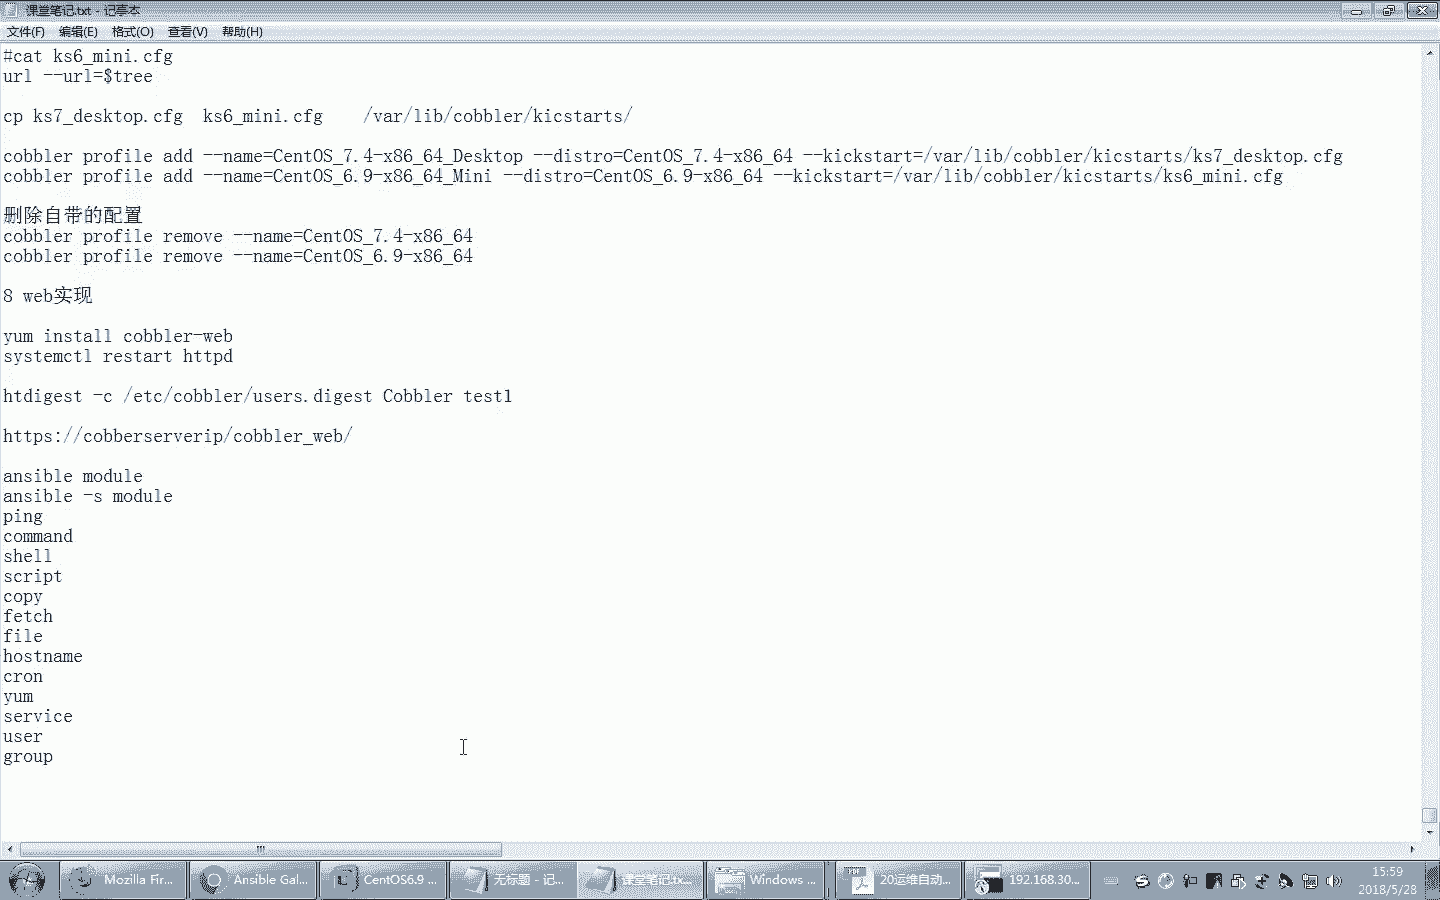 课堂笔记.txt - 记事本
文件(F) 编辑(E) 格式(O) 查看(V) 帮助(H)
#cat ks6_mini.cfg
url --url=$tree
cp ks7_desktop.cfg  ks6_mini.cfg    /var/lib/cobbler/kicstarts/
cobbler profile add --name=CentOS_7.4-x86_64_Desktop --distro=CentOS_7.4-x86_64 --kickstart=/var/lib/cobbler/kicstarts/ks7_desktop.cfg
cobbler profile add --name=CentOS_6.9-x86_64_Mini --distro=CentOS_6.9-x86_64 --kickstart=/var/lib/cobbler/kicstarts/ks6_mini.cfg
删除自带的配置
cobbler profile remove --name=CentOS_7.4-x86_64
cobbler profile remove --name=CentOS_6.9-x86_64
8 web实现
yum install cobbler-web
systemctl restart httpd
htdigest -c /etc/cobbler/users.digest Cobbler test1
https://cobberserverip/cobbler_web/
ansible module
ansible -s module
ping
command
shell
script
copy
fetch
file
hostname
cron
yum
service
user
group
Mozilla Fir... Ansible Gal... CentOS6.9 ... 无标题 - 记... 课堂笔记.tx... Windows ... 20运维自动... 192.168.30...
15:59
2018/5/28